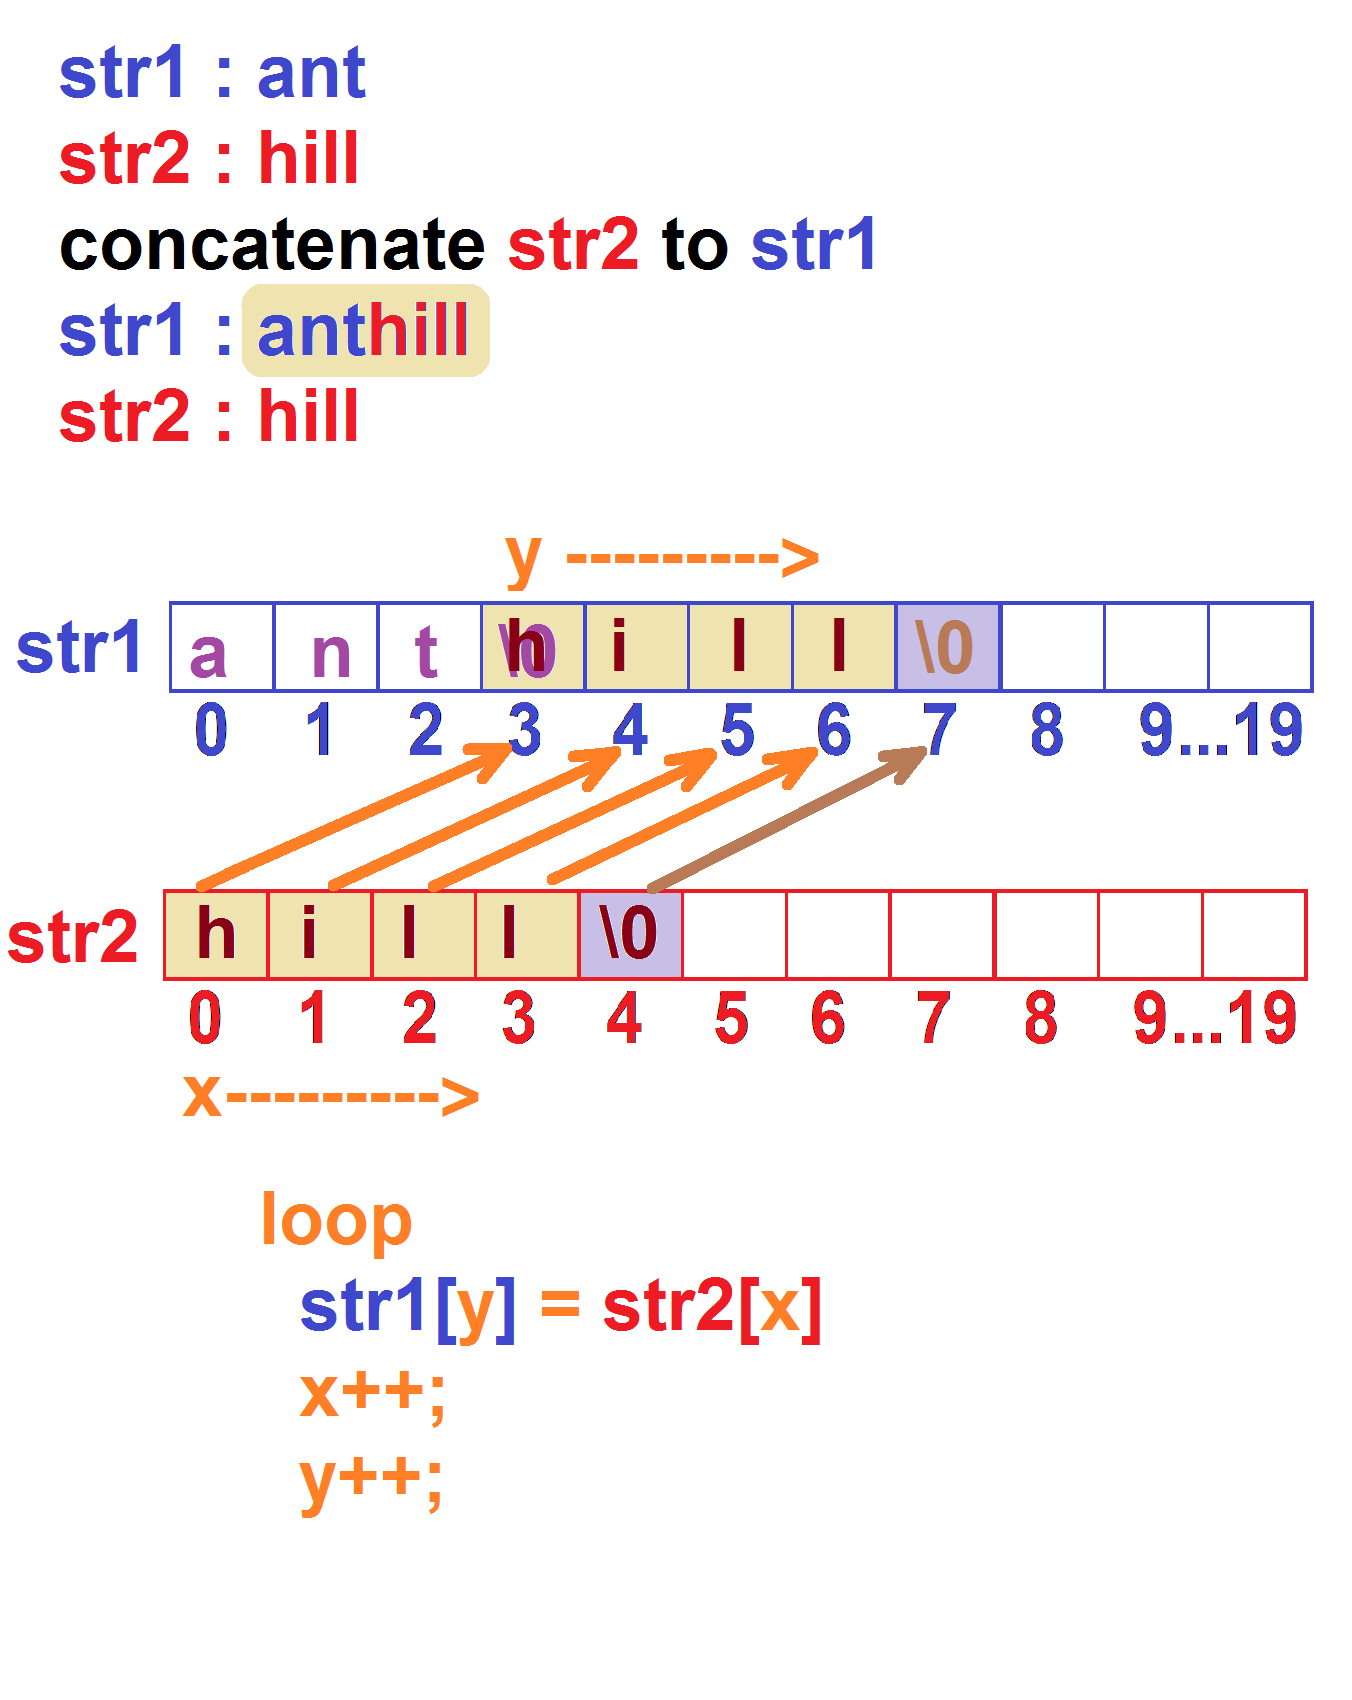 str1 : ant
str2 : hill
concatenate str2 to str1
str1 : anthill
str2 : hill
y --------->
str1 a n t \0 h i l l \0
0 1 2 3 4 5 6 7 8 9...19
str2 h i l l \0
0 1 2 3 4 5 6 7 8 9...19
x--------->
loop
str1[y] = str2[x]
x++;
y++;